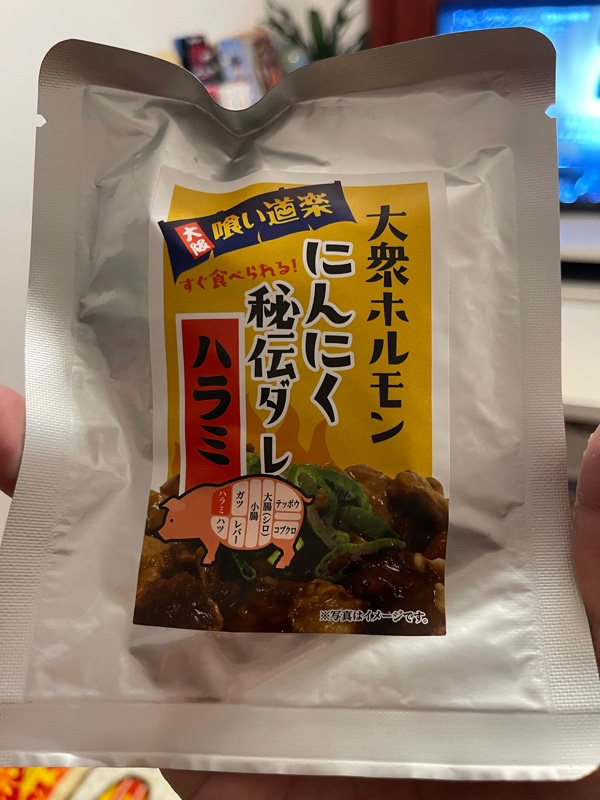 大阪
喰い道楽
すぐ食べられる!
大衆ホルモン
にんにく
秘伝ダレ
ハラミ
ハラミ
ハツ
ガツ
レバー
小腸
大腸(シロ)
テッポウ
コブクロ
※写真はイメージです。